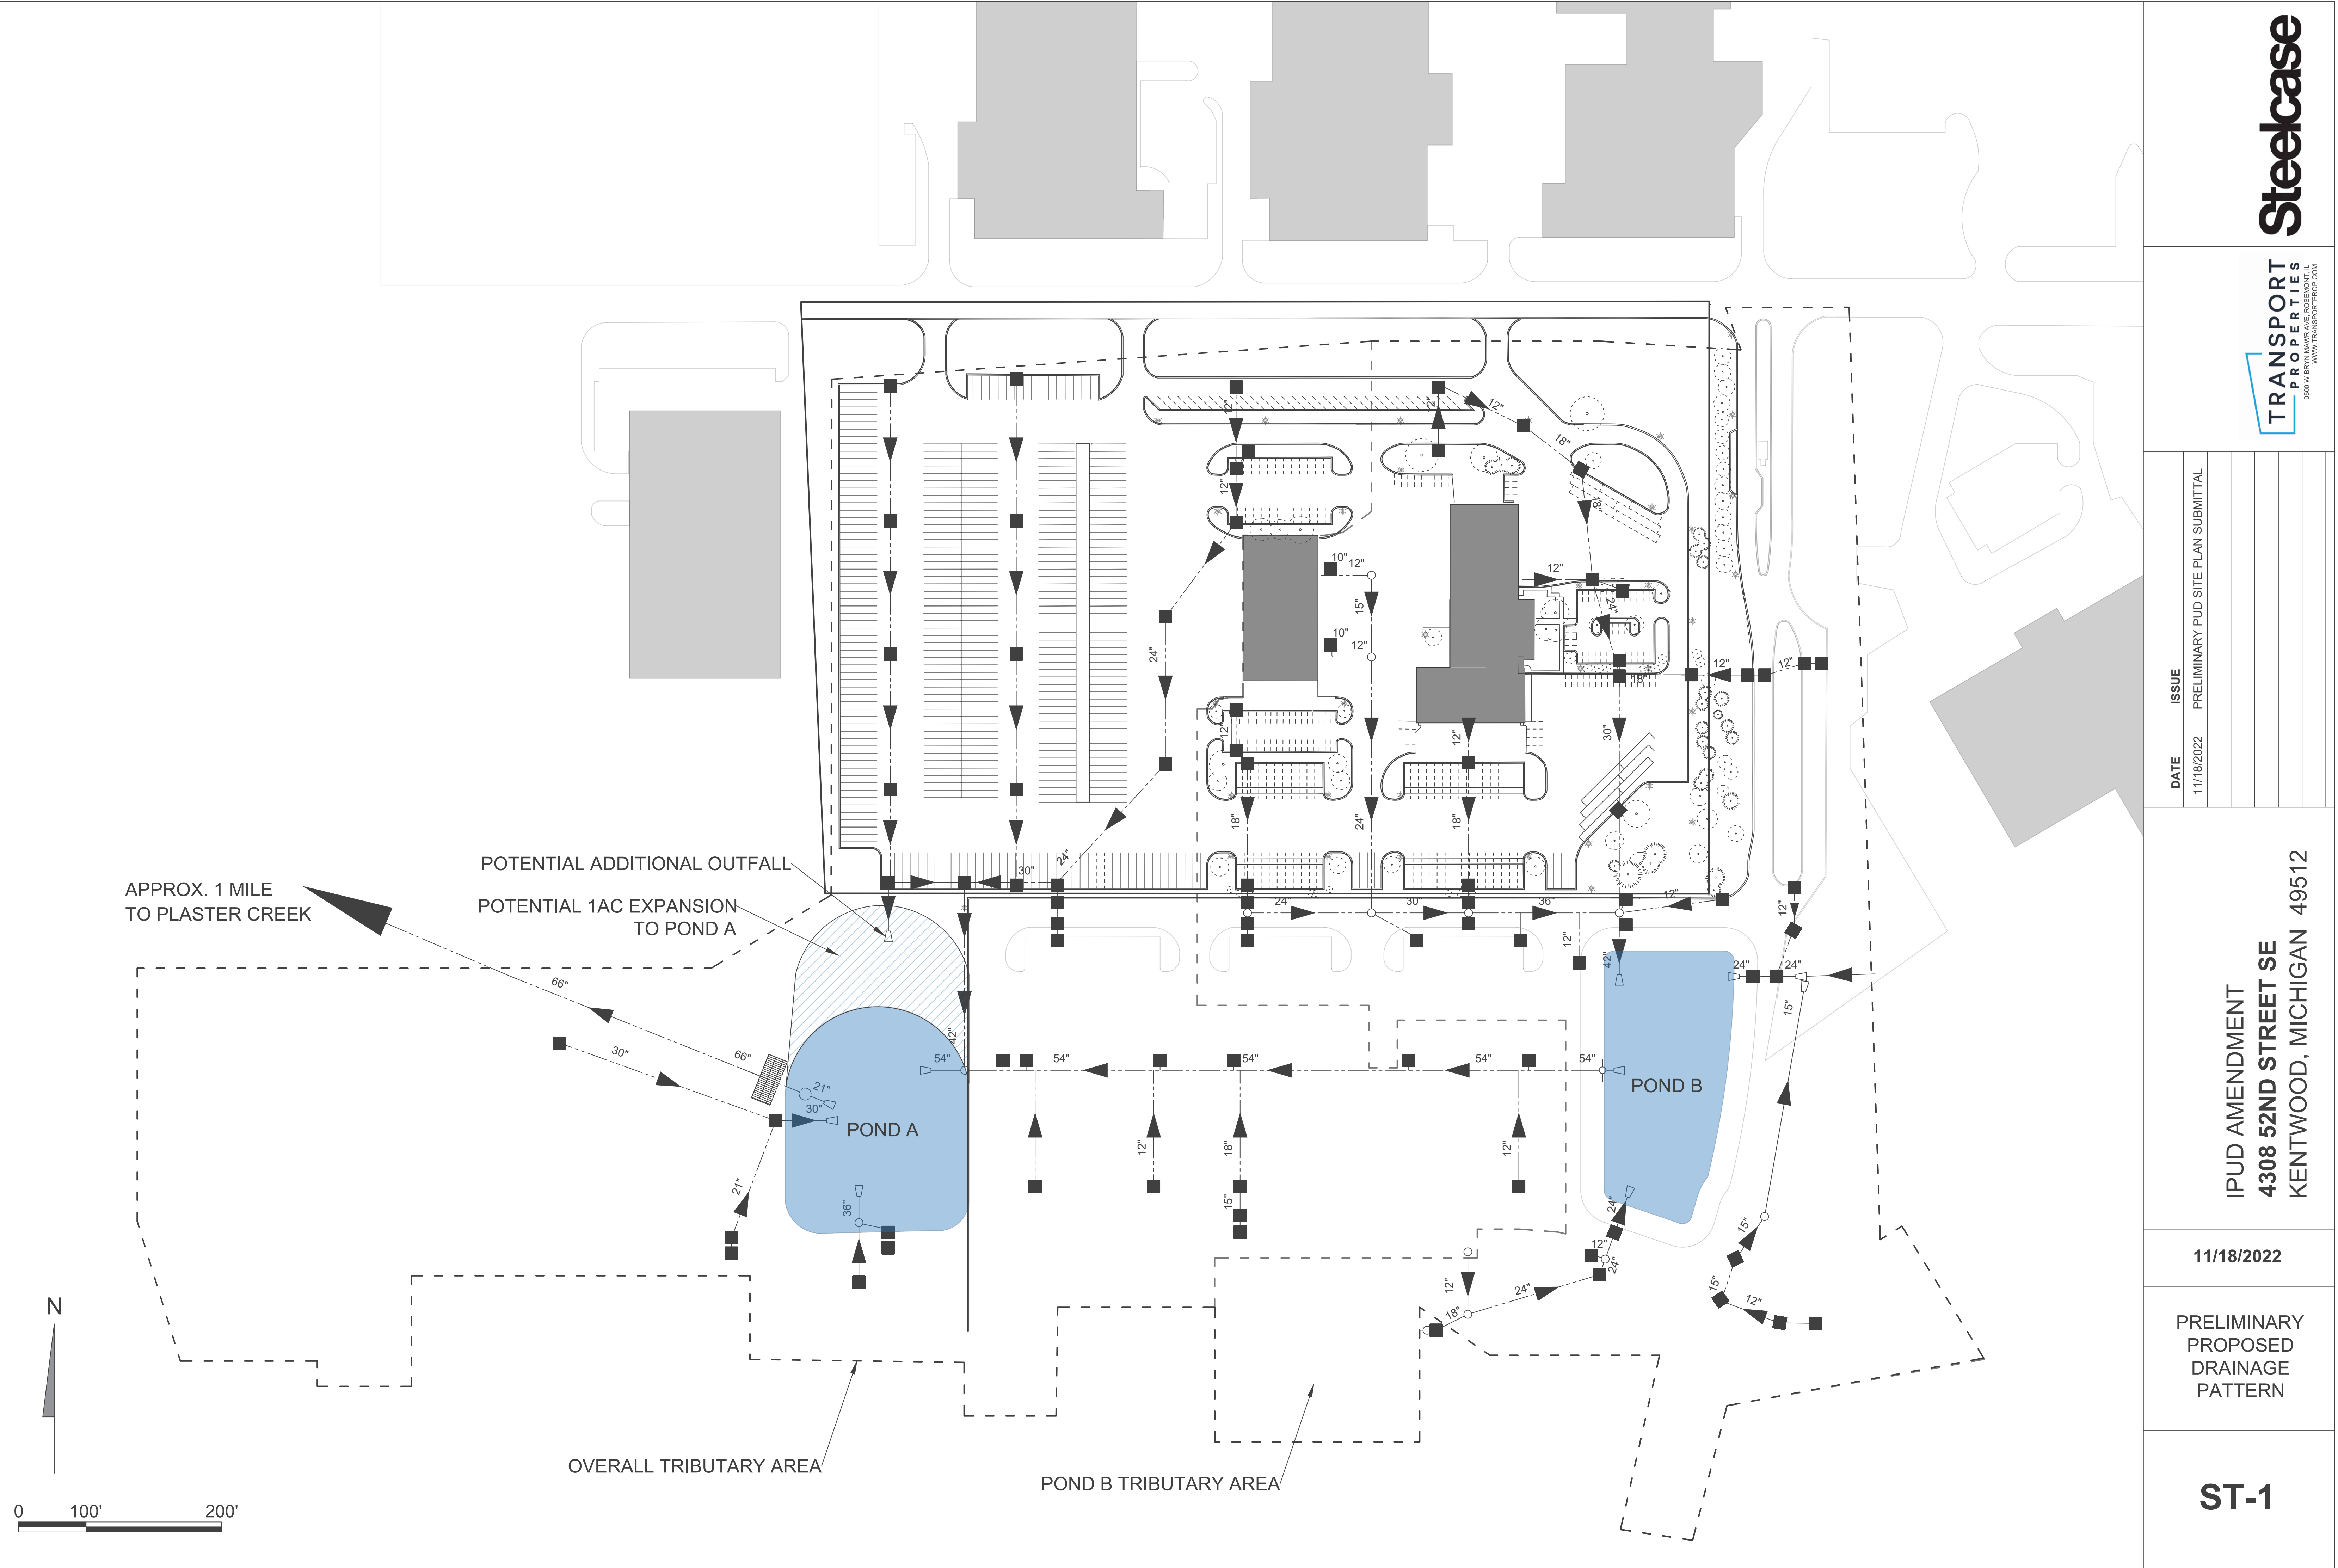 12"
12"
12"
12"
18"
12"
18"
10"
12"
12"
15"
24"
10"
12"
24"
12"
12"
18"
12"
12"
30"
18"
24"
18"
24"
30"
POTENTIAL ADDITIONAL OUTFALL
APPROX. 1 MILE
TO PLASTER CREEK
POTENTIAL 1AC EXPANSION
TO POND A
24"
30"
36"
12"
12"
12"
42"
24"
24"
66"
15"
42"
30"
66"
54"
54"
54"
54"
54"
21"
30"
POND A
POND B
12"
18"
12"
21"
36"
15"
24"
15"
12"
24"
12"
24"
18"
15"
12"
N
OVERALL TRIBUTARY AREA
POND B TRIBUTARY AREA
0 100' 200'
Steelcase
TRANSPORT
PROPERTIES
9500 W BRYN MAWR AVE, ROSEMONT, IL
WWW.TRANSPORTPROP.COM
DATE ISSUE
11/18/2022 PRELIMINARY PUD SITE PLAN SUBMITTAL
IPUD AMENDMENT
4308 52ND STREET SE
KENTWOOD, MICHIGAN 49512
11/18/2022
PRELIMINARY
PROPOSED
DRAINAGE
PATTERN
ST-1